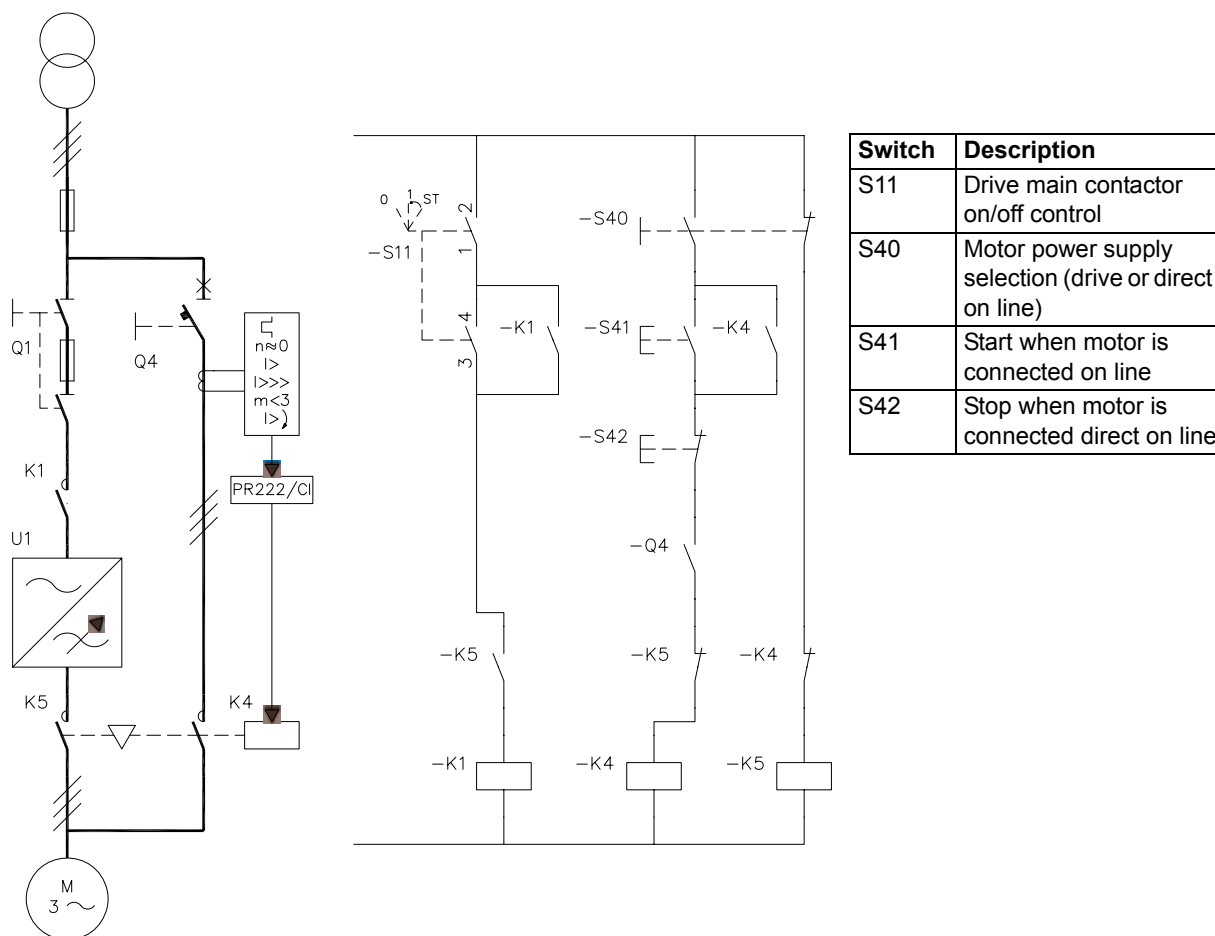 Q1
K1
U1
K5
M
3
Q4
n≈0
I>
I>>>
m<3
I>
PR222/CI
K4
0
1
ST
-S11
2
1
4
3
-K1
-K5
-K1
-S40
-S41
-K4
-S42
-Q4
-K5
-K4
-K4
-K5
Switch Description
S11 Drive main contactor
on/off control
S40 Motor power supply
selection (drive or direct
on line)
S41 Start when motor is
connected on line
S42 Stop when motor is
connected direct on line